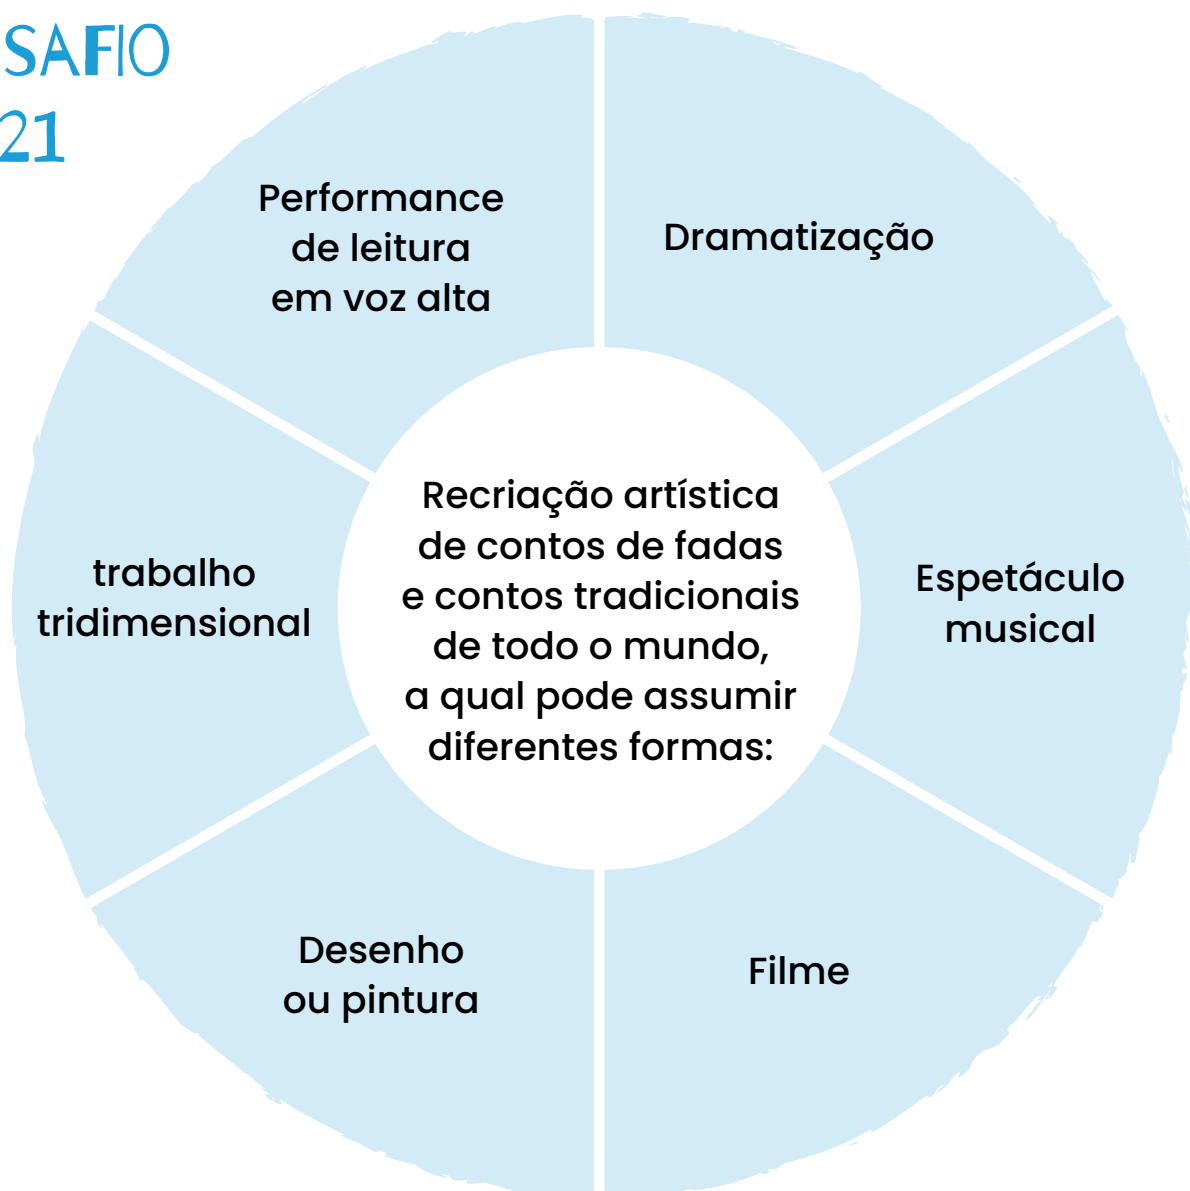 SAFIO
21
Performance
de leitura
em voz alta
Dramatização
trabalho
tridimensional
Recriação artística
de contos de fadas
e contos tradicionais
de todo o mundo,
a qual pode assumir
diferentes formas:
Espetáculo
musical
Desenho
ou pintura
Filme